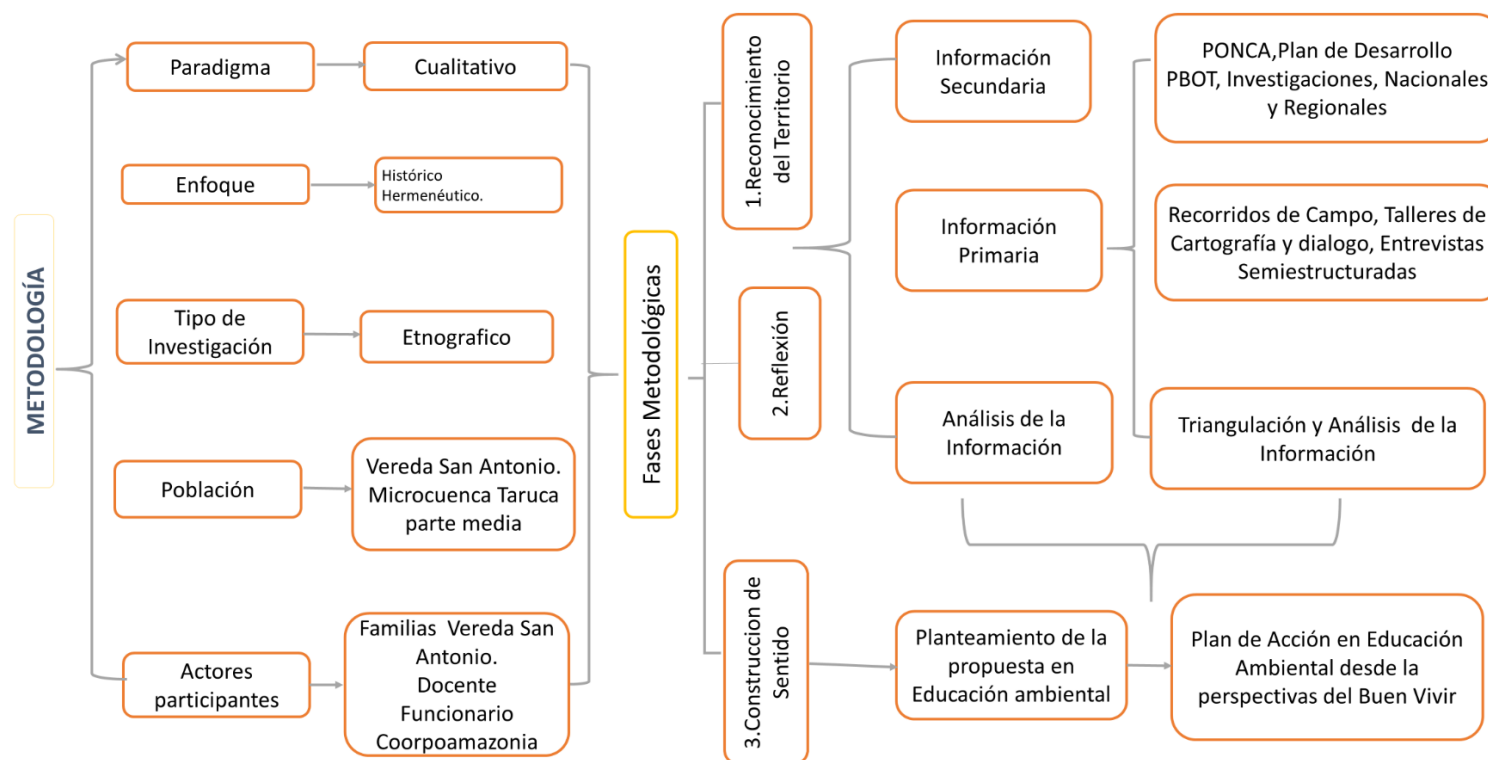 METODOLOGÍA
Paradigma
Cualitativo
Enfoque
Histórico
Hermenéutico.
Tipo de
Investigación
Etnografico
Población
Vereda San Antonio.
Microcuenca Taruca
parte media
Actores
participantes
Familias Vereda San
Antonio.
Docente
Funcionario
Coorpoamazonia
Fases Metodológicas
1.Reconocimiento
del Territorio
2.Reflexión
3.Construccion de
Sentido
Información
Secundaria
PONCA,Plan de Desarrollo
PBOT, Investigaciones, Nacionales
y Regionales
Información
Primaria
Recorridos de Campo, Talleres de
Cartografía y dialogo, Entrevistas
Semiestructuradas
Análisis de la
Información
Triangulación y Análisis de la
Información
Planteamiento de la
propuesta en
Educación ambiental
Plan de Acción en Educación
Ambiental desde la
perspectivas del Buen Vivir